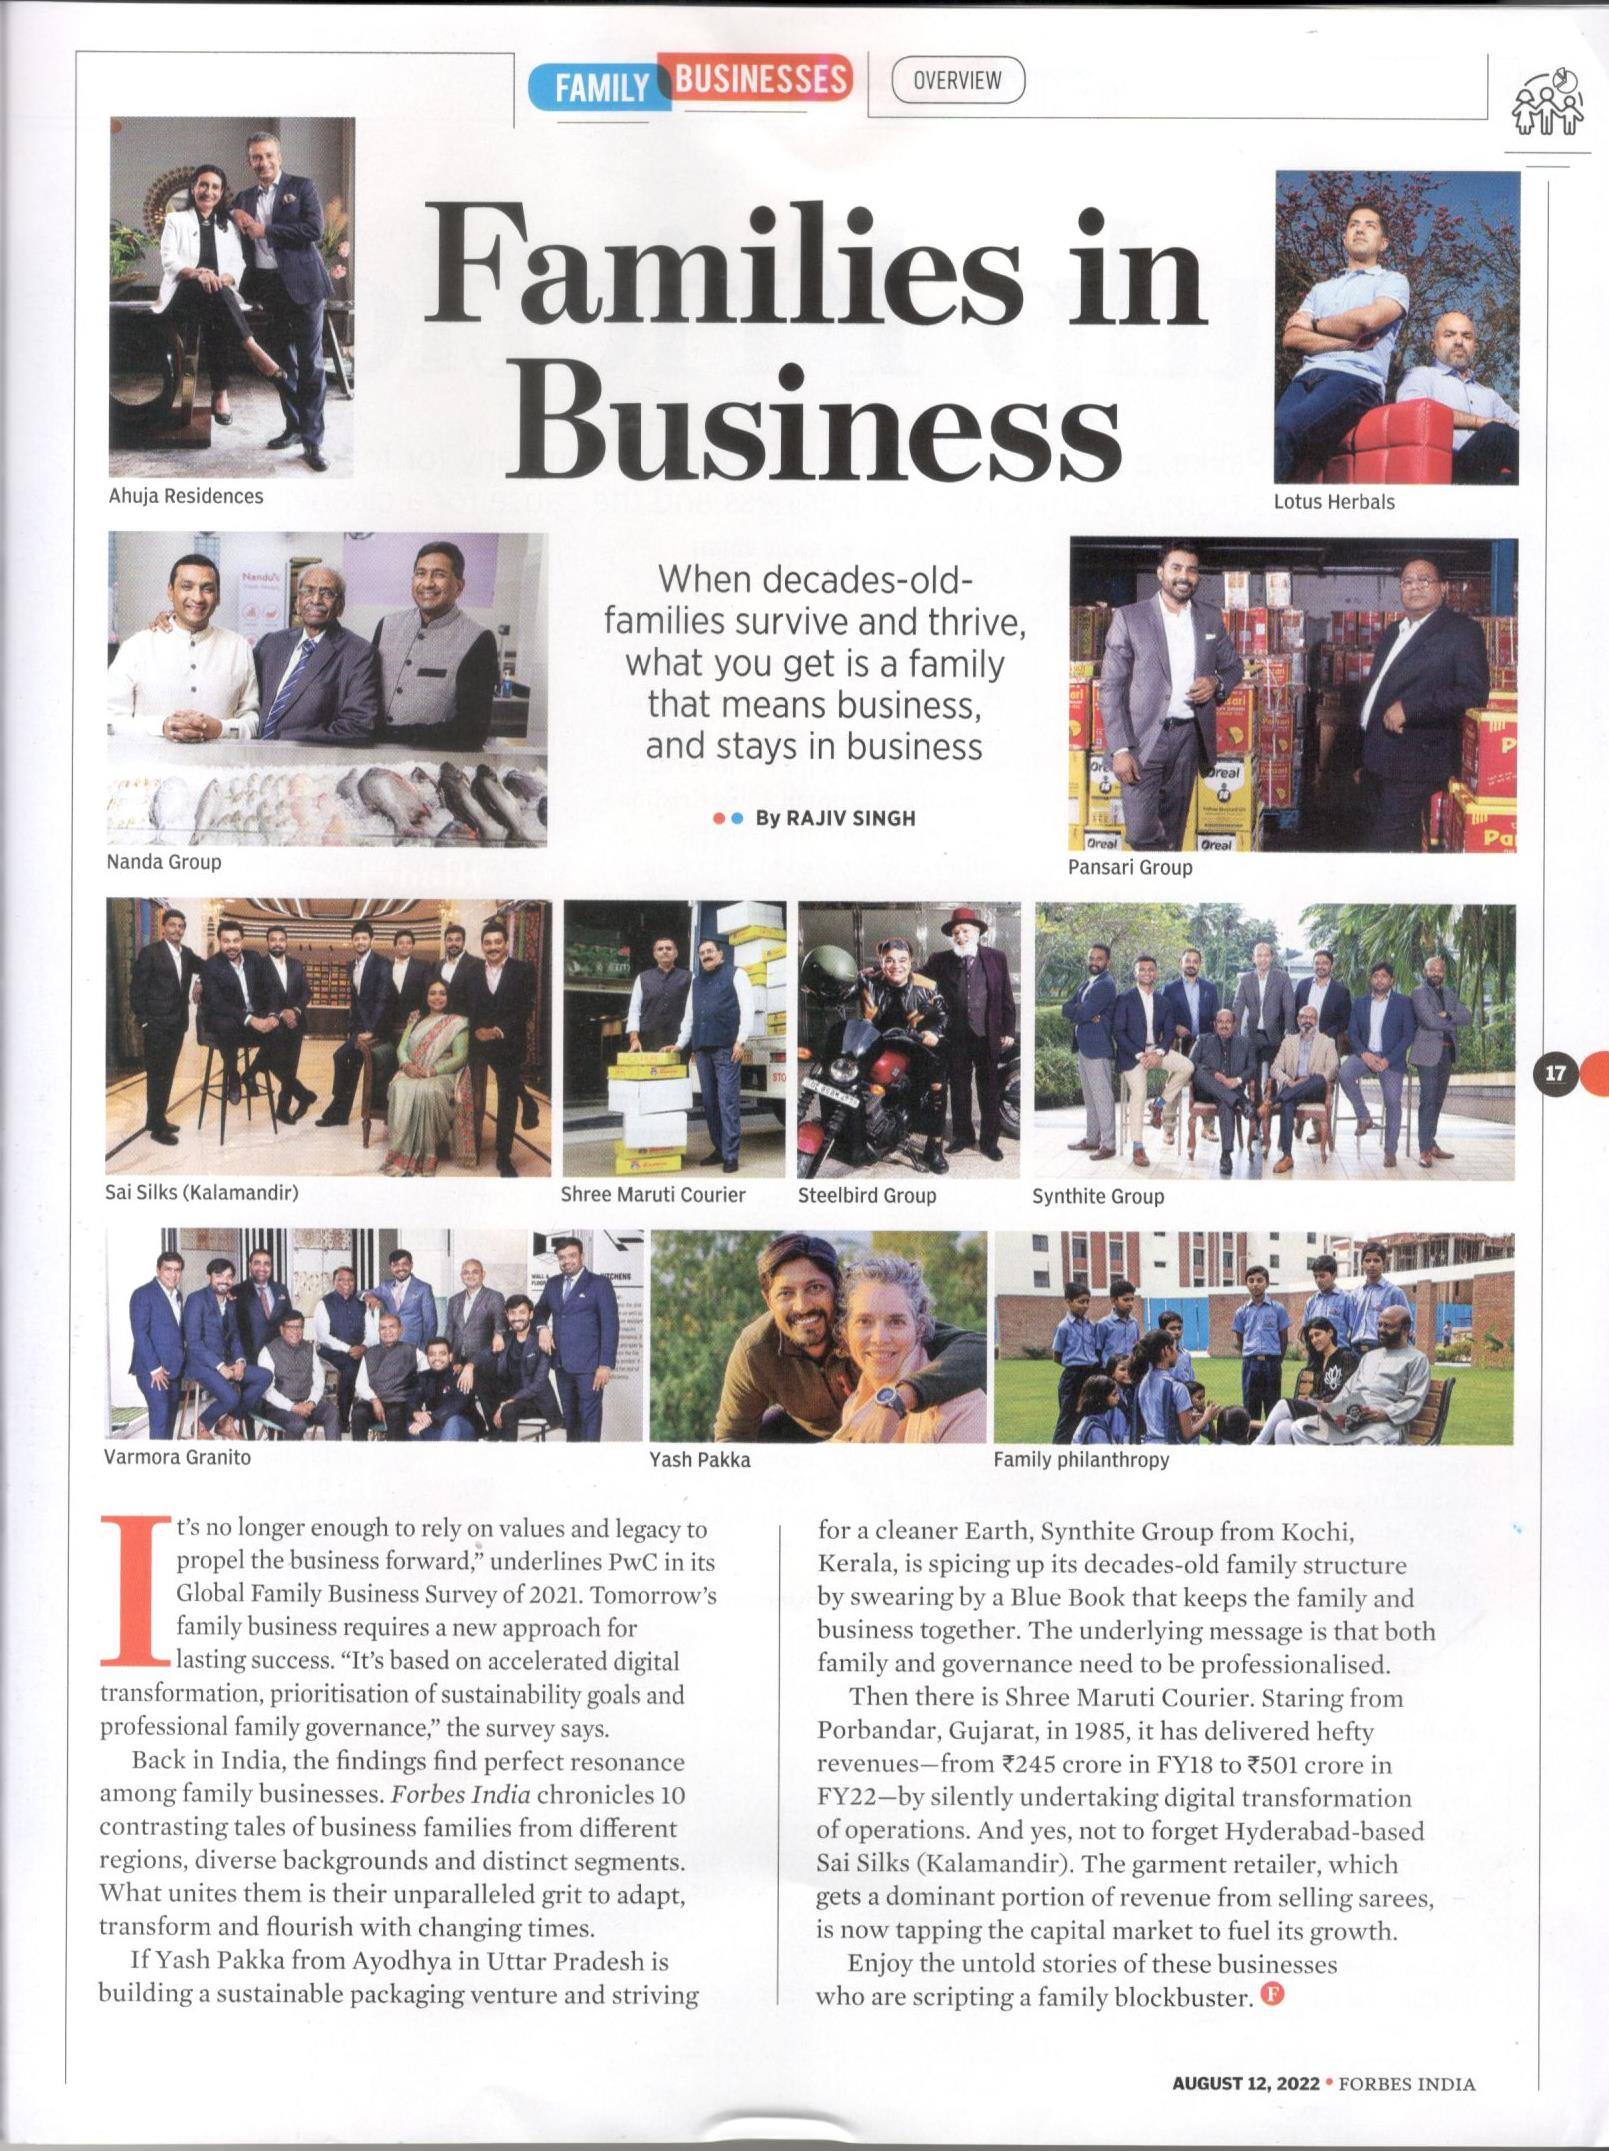 FAMILY BUSINESSES
OVERVIEW
Families in
Business
Ahuja Residences
Lotus Herbals
When decades-old-
families survive and thrive,
what you get is a family
that means business,
and stays in business
By RAJIV SINGH
Nandu's
Nanda Group
Pansari
Oreal
Oreal
Oreal
Pansari Group
Sai Silks (Kalamandir)
Shree Maruti Courier
Steelbird Group
Synthite Group
17
Varmora Granito
Yash Pakka
Family philanthropy
It's no longer enough to rely on values and legacy to
propel the business forward,” underlines PwC in its
Global Family Business Survey of 2021. Tomorrow's
family business requires a new approach for
lasting success. “It's based on accelerated digital
transformation, prioritisation of sustainability goals and
professional family governance,” the survey says.
Back in India, the findings find perfect resonance
among family businesses. Forbes India chronicles 10
contrasting tales of business families from different
regions, diverse backgrounds and distinct segments.
What unites them is their unparalleled grit to adapt,
transform and flourish with changing times.
If Yash Pakka from Ayodhya in Uttar Pradesh is
building a sustainable packaging venture and striving
for a cleaner Earth, Synthite Group from Kochi,
Kerala, is spicing up its decades-old family structure
by swearing by a Blue Book that keeps the family and
business together. The underlying message is that both
family and governance need to be professionalised.
Then there is Shree Maruti Courier. Staring from
Porbandar, Gujarat, in 1985, it has delivered hefty
revenues—from ₹245 crore in FY18 to ₹501 crore in
FY22—by silently undertaking digital transformation
of operations. And yes, not to forget Hyderabad-based
Sai Silks (Kalamandir). The garment retailer, which
gets a dominant portion of revenue from selling sarees,
is now tapping the capital market to fuel its growth.
Enjoy the untold stories of these businesses
who are scripting a family blockbuster. F
AUGUST 12, 2022 • FORBES INDIA